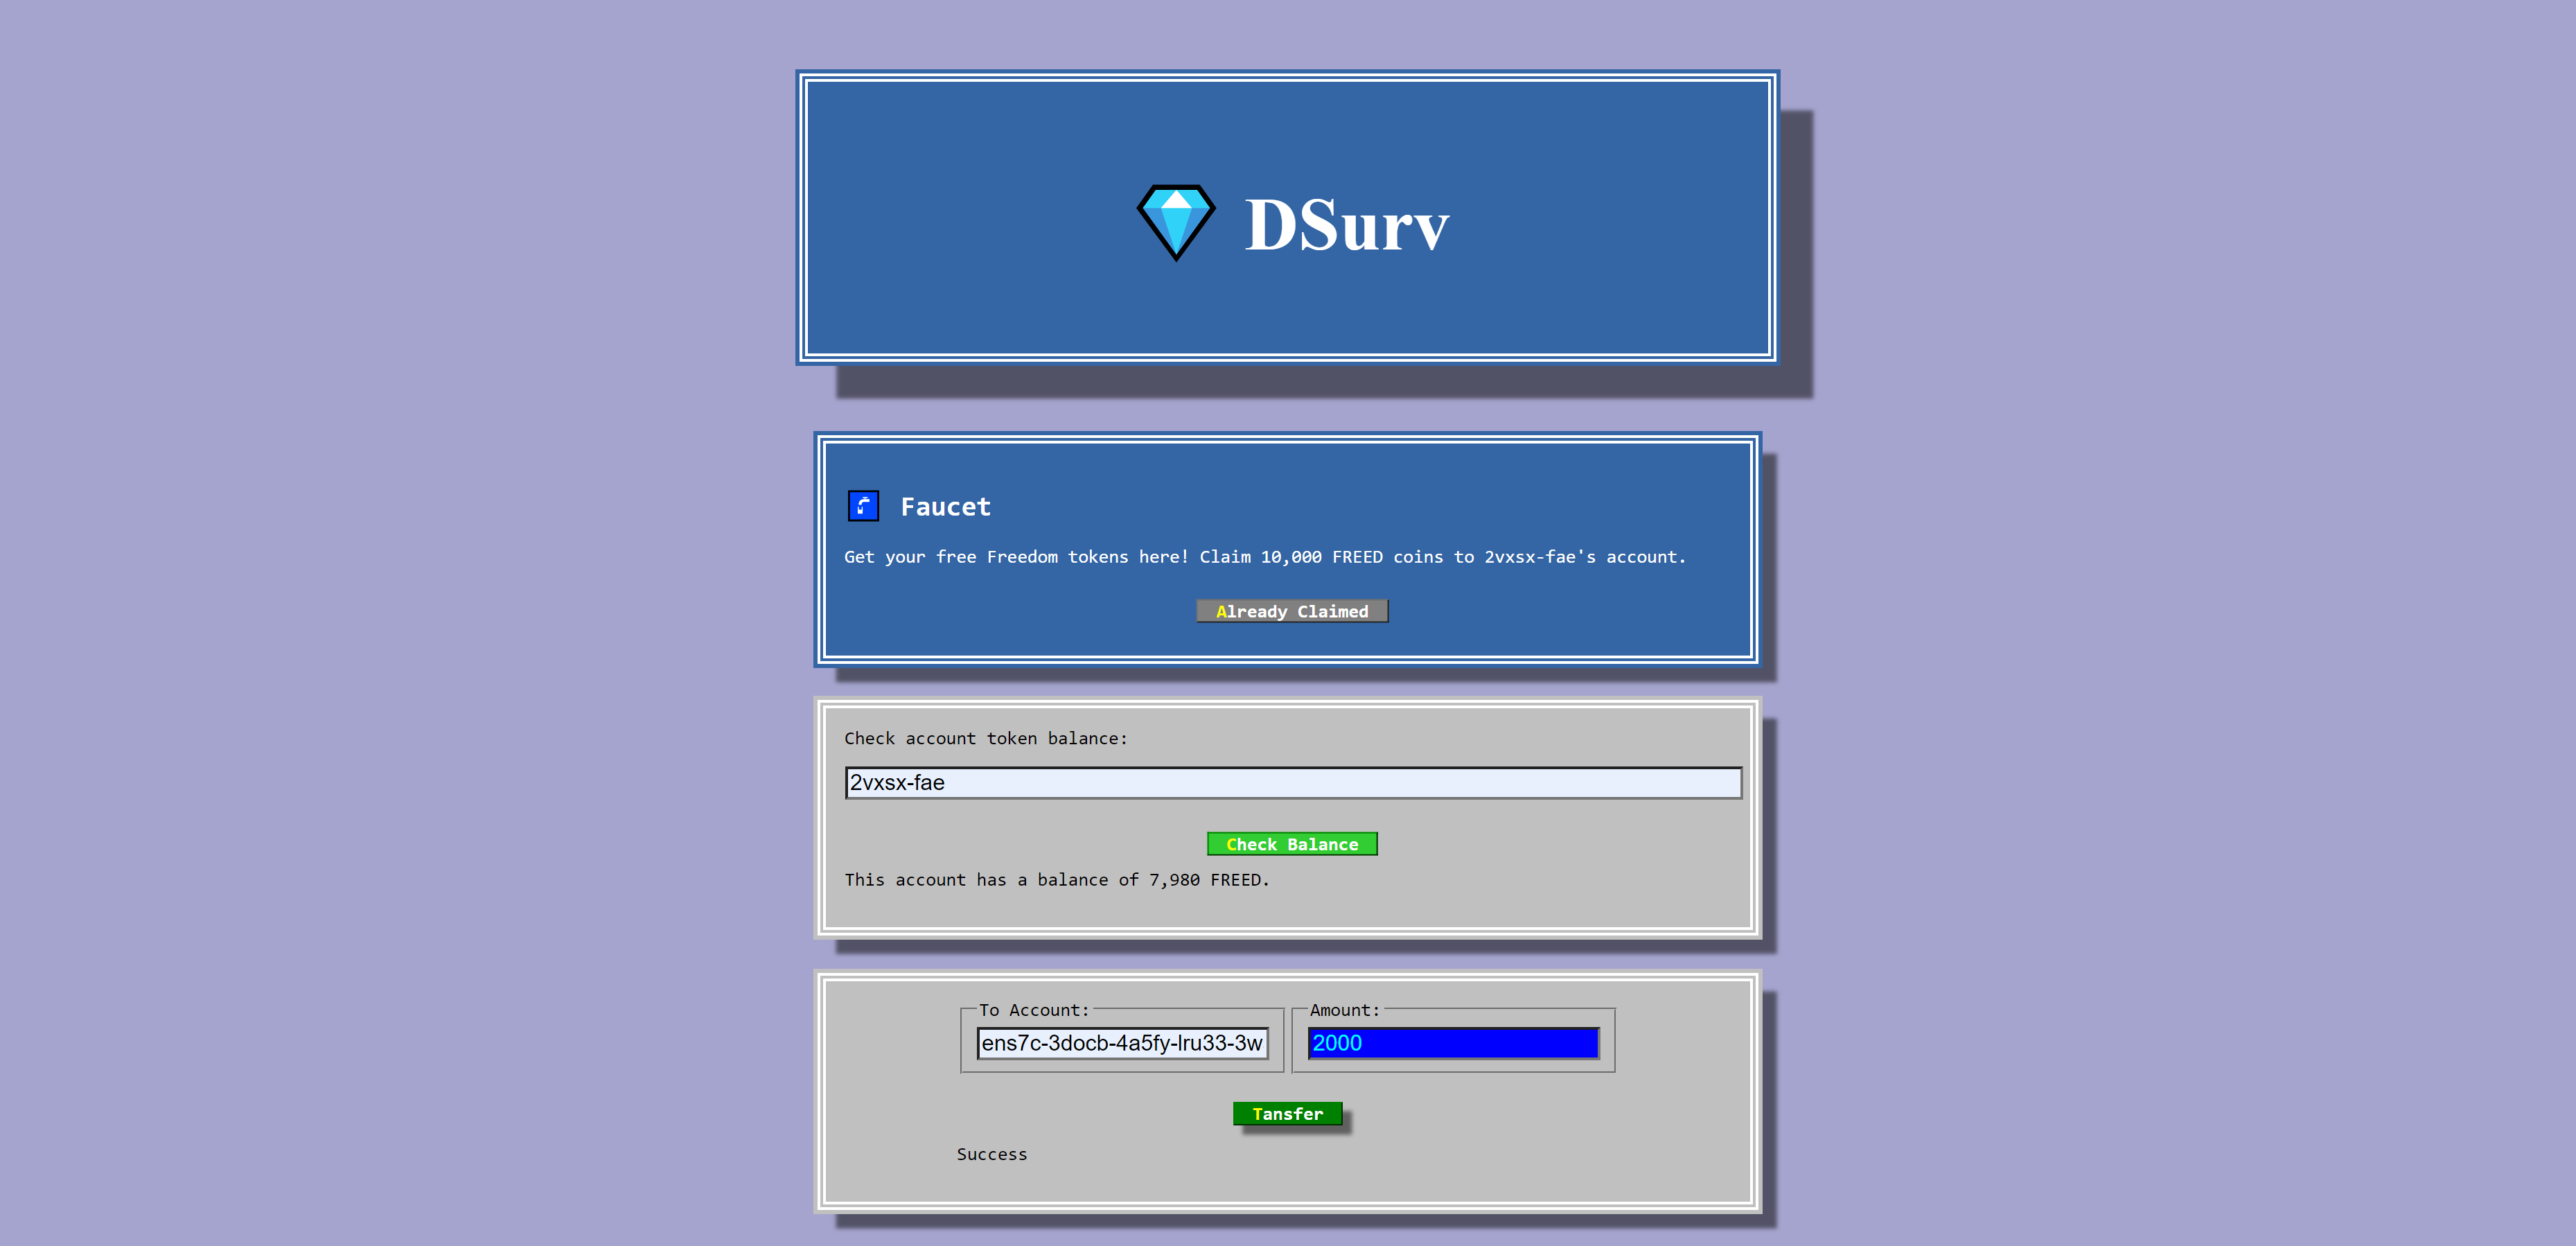 DSurv
Faucet
Get your free Freedom tokens here! Claim 10,000 FREED coins to 2vxsx-fae's account.
Already Claimed
Check account token balance:
2vxsx-fae
Check Balance
This account has a balance of 7,980 FREED.
To Account:
ens7c-3docb-4a5fy-lru33-3w
Amount:
2000
Tansfer
Success